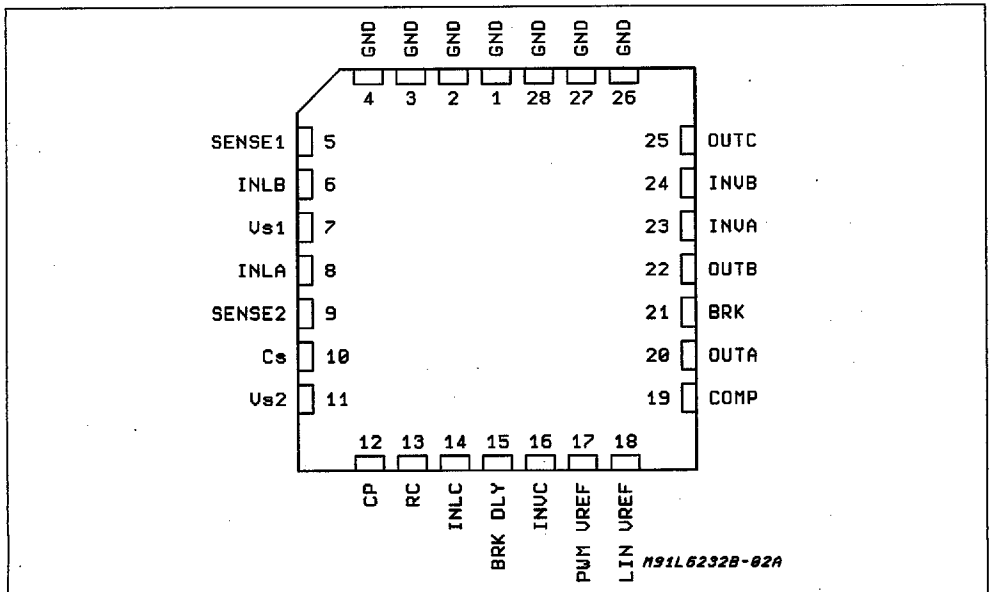 GND GND GND GND GND GND GND
4 3 2 1 28 27 26
SENSE1 5 25 OUTC
INLB 6 24 INVB
Vs1 7 23 INVA
INLA 8 22 OUTB
SENSE2 9 21 BRK
Cs 10 20 OUTA
Vs2 11 19 COMP
12 13 14 15 16 17 18
CP RC INLC BRK DLY INVC PWM VREF LIN VREF
M91L6232B-02A